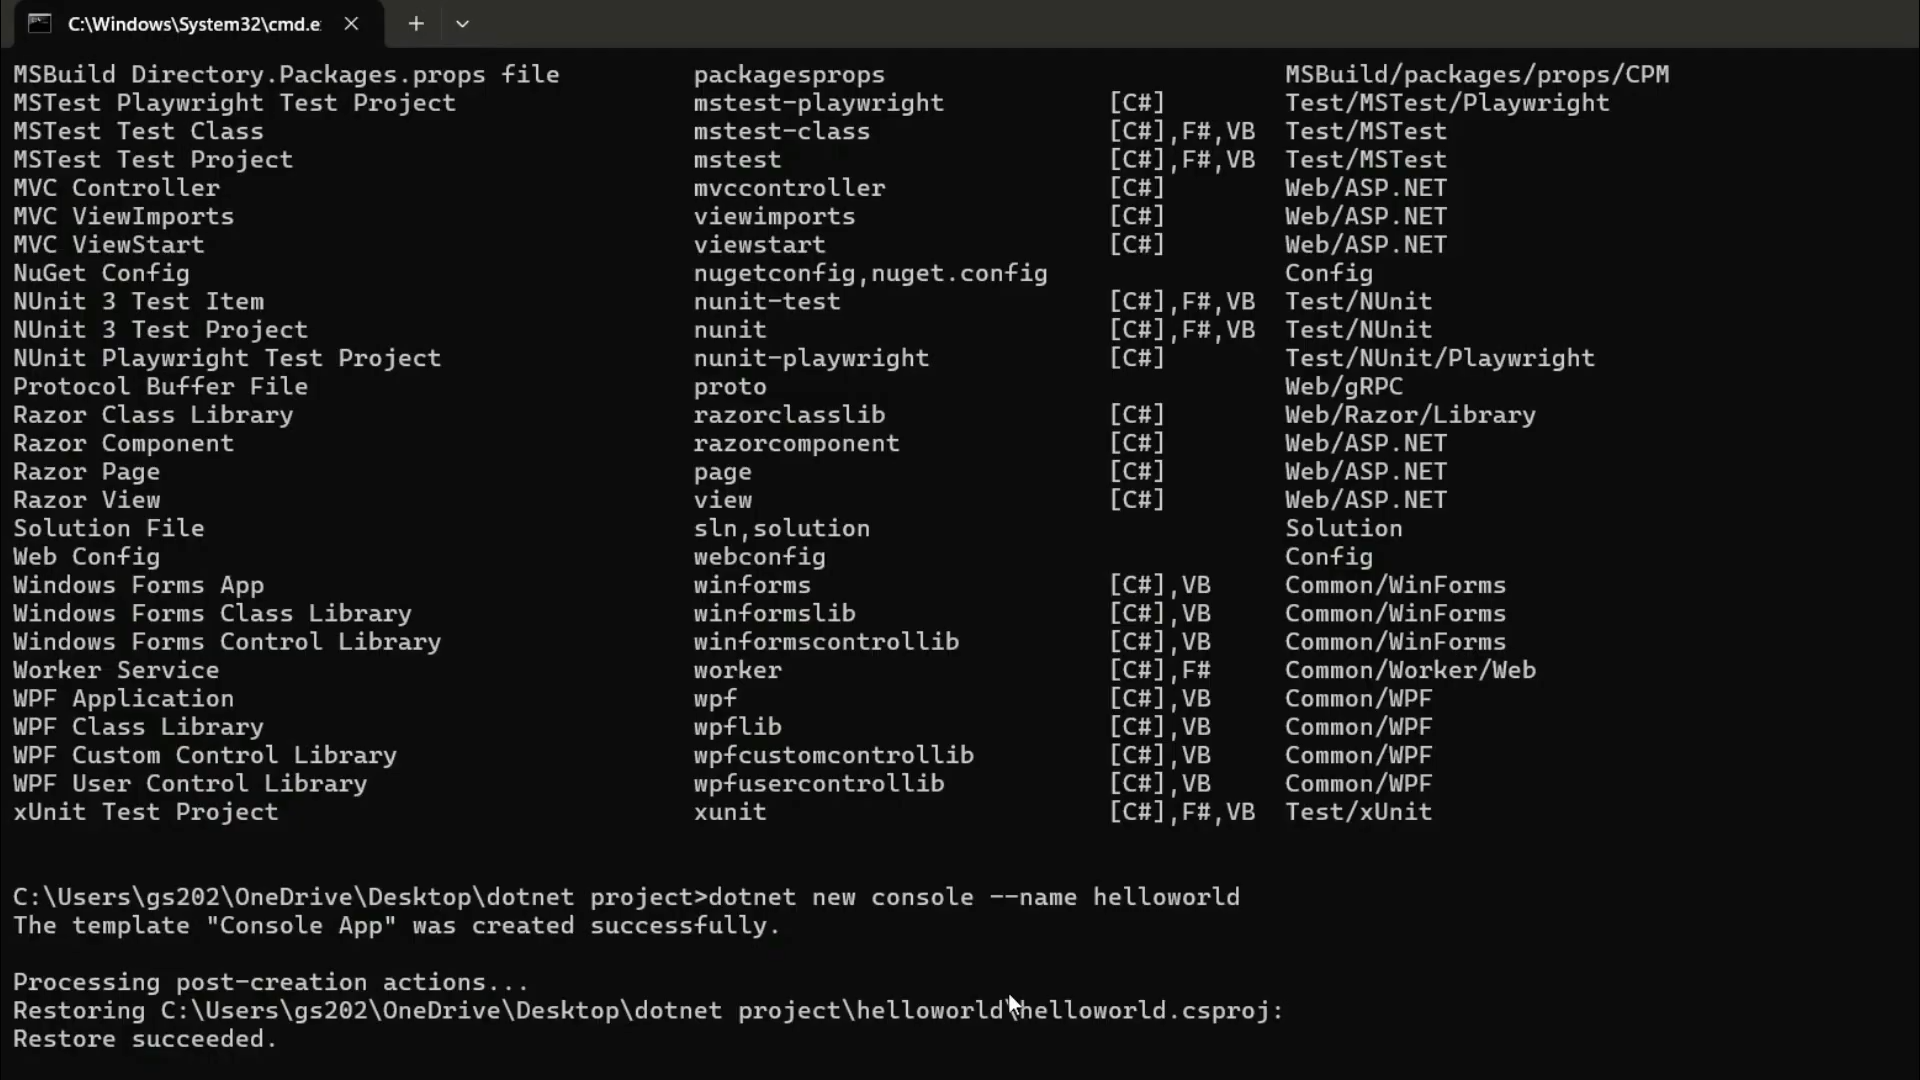 C:\Windows\System32\cmd.e
MSBuild Directory.Packages.props file packagesprops MSBuild/packages/props/CPM
MSTest Playwright Test Project mstest-playwright [C#] Test/MSTest/Playwright
MSTest Test Class mstest-class [C#],F#,VB Test/MSTest
MSTest Test Project mstest [C#],F#,VB Test/MSTest
MVC Controller mvccontroller [C#] Web/ASP.NET
MVC ViewImports viewimports [C#] Web/ASP.NET
MVC ViewStart viewstart [C#] Web/ASP.NET
NuGet Config nugetconfig,nuget.config Config
NUnit 3 Test Item nunit-test [C#],F#,VB Test/NUnit
NUnit 3 Test Project nunit [C#],F#,VB Test/NUnit
NUnit Playwright Test Project nunit-playwright [C#] Test/NUnit/Playwright
Protocol Buffer File proto Web/gRPC
Razor Class Library razorclasslib [C#] Web/Razor/Library
Razor Component razorcomponent [C#] Web/ASP.NET
Razor Page page [C#] Web/ASP.NET
Razor View view [C#] Web/ASP.NET
Solution File sln,solution Solution
Web Config webconfig Config
Windows Forms App winforms [C#],VB Common/WinForms
Windows Forms Class Library winformslib [C#],VB Common/WinForms
Windows Forms Control Library winformscontrollib [C#],VB Common/WinForms
Worker Service worker [C#],F# Common/Worker/Web
WPF Application wpf [C#],VB Common/WPF
WPF Class Library wpflib [C#],VB Common/WPF
WPF Custom Control Library wpfcustomcontrollib [C#],VB Common/WPF
WPF User Control Library wpfusercontrollib [C#],VB Common/WPF
xUnit Test Project xunit [C#],F#,VB Test/xUnit
C:\Users\gs202\OneDrive\Desktop\dotnet project>dotnet new console --name helloworld
The template "Console App" was created successfully.
Processing post-creation actions...
Restoring C:\Users\gs202\OneDrive\Desktop\dotnet project\helloworld\helloworld.csproj:
Restore succeeded.